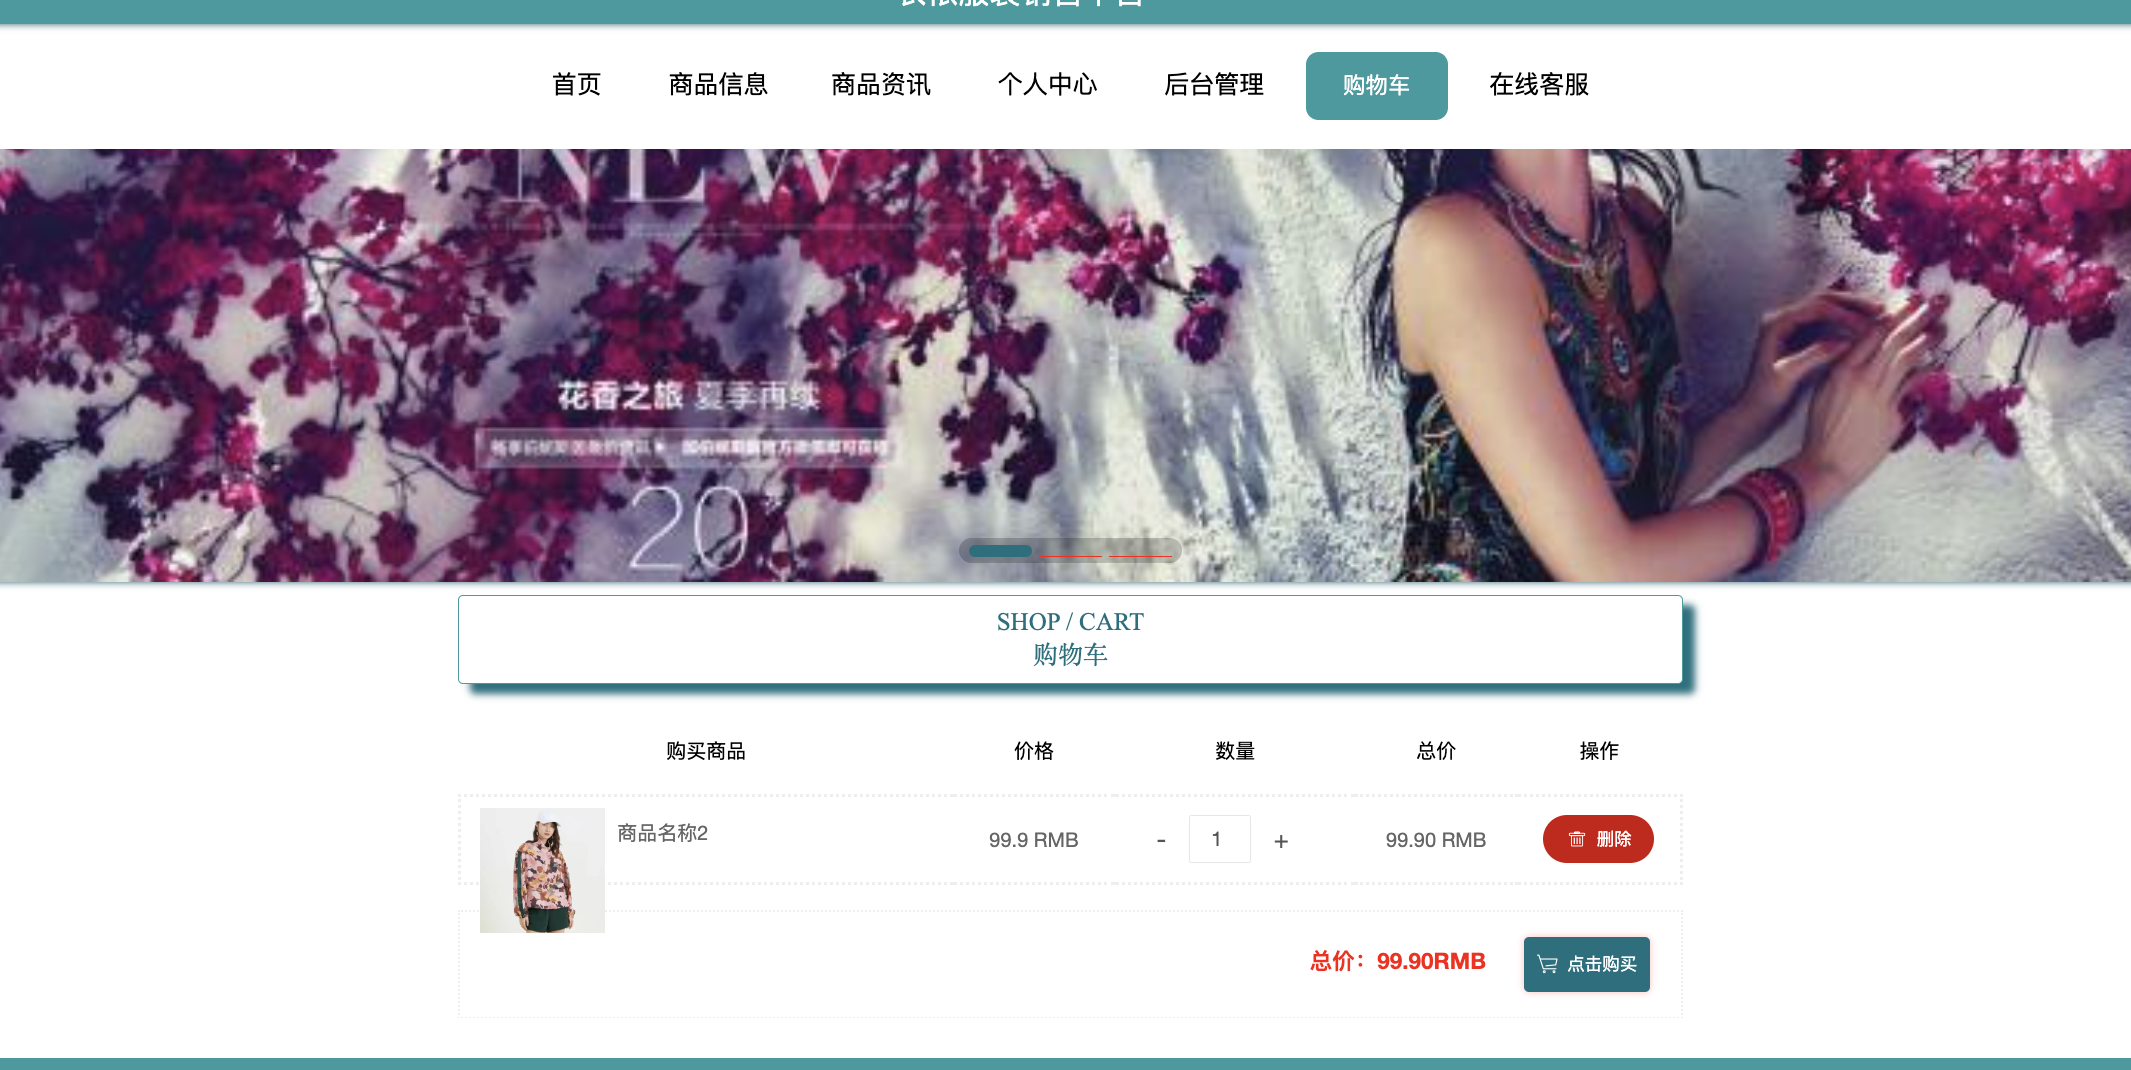 首页 商品信息 商品资讯 个人中心 后台管理 购物车 在线客服
NEW
花香之旅 夏季再续
20
SHOP / CART
购物车
购买商品 价格 数量 总价 操作
商品名称2 99.9 RMB - 1 + 99.90 RMB 删除
总价：99.90RMB 点击购买